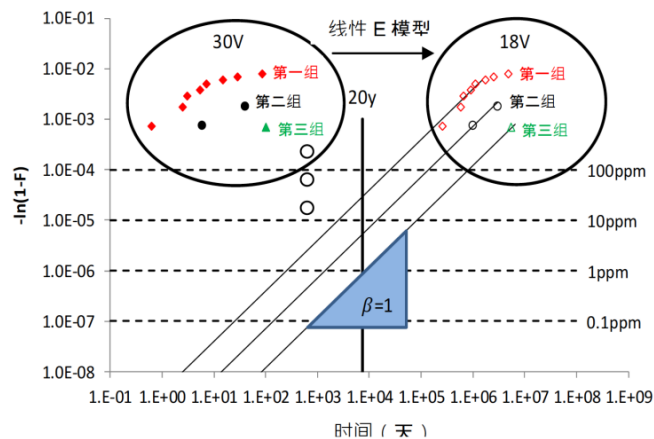 线性 E 模型
30V
18V
第一组
第二组
第三组
20y
第一组
第二组
第三组
-ln(1-F)
1.0E-01
1.0E-02
1.0E-03
1.0E-04
1.0E-05
1.0E-06
1.0E-07
1.0E-08
100ppm
10ppm
1ppm
0.1ppm
β=1
1.E-01 1.E+00 1.E+01 1.E+02 1.E+03 1.E+04 1.E+05 1.E+06 1.E+07 1.E+08 1.E+09
时间（天）